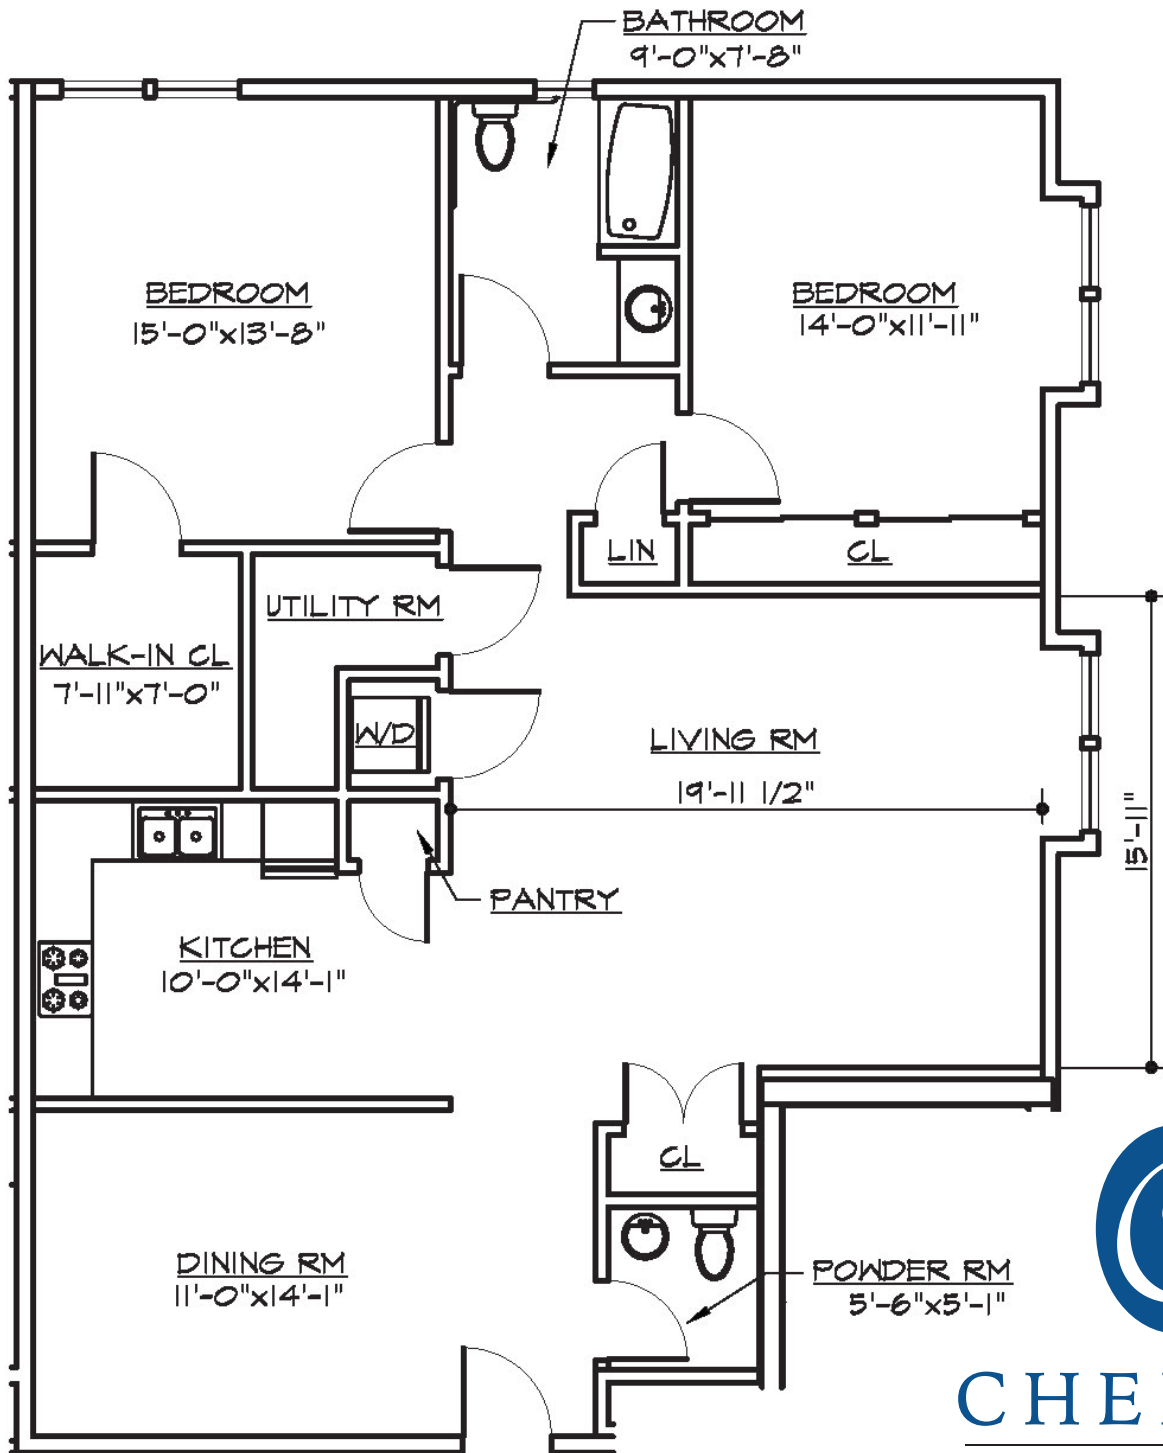 BATHROOM
9'-0"x7'-8"
BEDROOM
15'-0"x13'-8"
BEDROOM
14'-0"x11'-11"
LIN
CL
UTILITY RM
WALK-IN CL
7'-11"x7'-0"
W/D
LIVING RM
19'-11 1/2"
15'-11"
PANTRY
KITCHEN
10'-0"x14'-1"
CL
DINING RM
11'-0"x14'-1"
POWDER RM
5'-6"x5'-1"